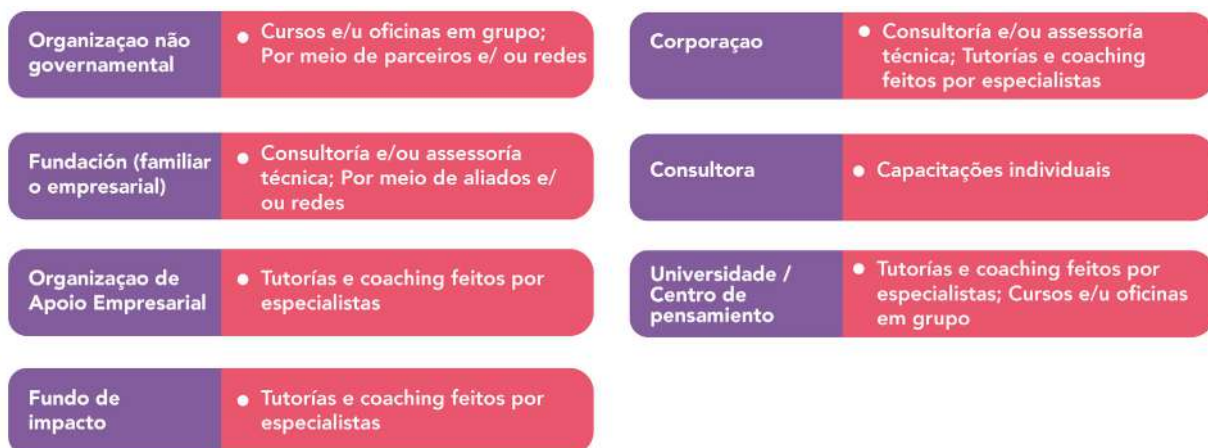 Organizaçao não
governamental
● Cursos e/u oficinas em grupo;
Por meio de parceiros e/ ou redes
Fundación (familiar
o empresarial)
● Consultoría e/ou assessoría
técnica; Por meio de aliados e/
ou redes
Organizaçao de
Apoio Empresarial
● Tutorías e coaching feitos por
especialistas
Fundo de
impacto
● Tutorías e coaching feitos por
especialistas
Corporaçao
● Consultoría e/ou assessoría
técnica; Tutorías e coaching
feitos por especialistas
Consultora
● Capacitações individuais
Universidade /
Centro de
pensamiento
● Tutorías e coaching feitos por
especialistas; Cursos e/u oficinas
em grupo